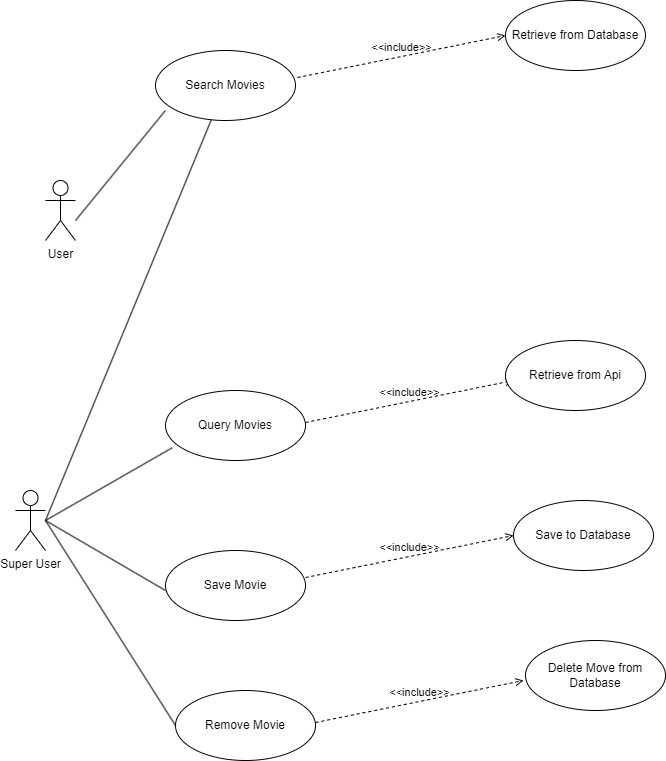 Retrieve from Database
<<include>>
Search Movies
User
Retrieve from Api
<<include>>
Query Movies
Super User
Save to Database
<<include>>
Save Movie
Delete Move from
Database
<<include>>
Remove Movie